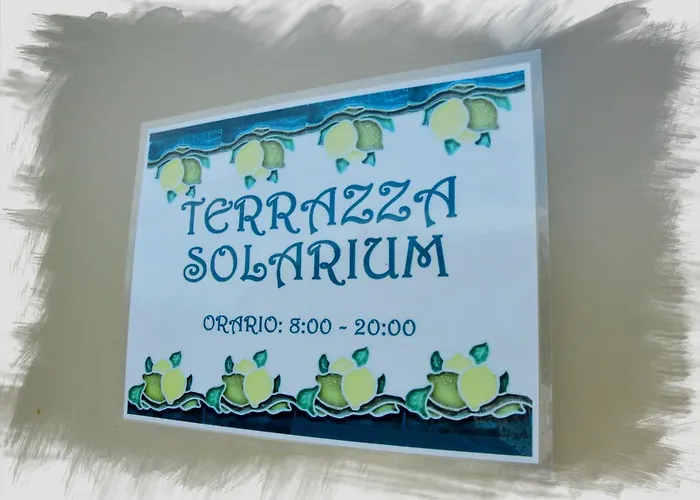 TERRAZZA
SOLARIUM
ORARIO: 8:00 - 20:00